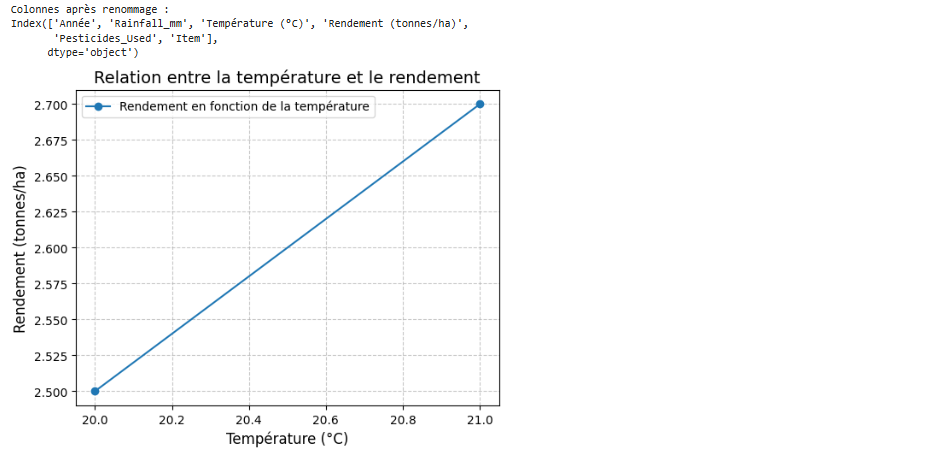 Colonnes après renommage :
Index(['Année', 'Rainfall_mm', 'Température (°C)', 'Rendement (tonnes/ha)',
'Pesticides_Used', 'Item'],
dtype='object')
Relation entre la température et le rendement
Rendement en fonction de la température
2.700
2.675
2.650
2.625
2.600
2.575
2.550
2.525
2.500
Rendement (tonnes/ha)
20.0 20.2 20.4 20.6 20.8 21.0
Température (°C)